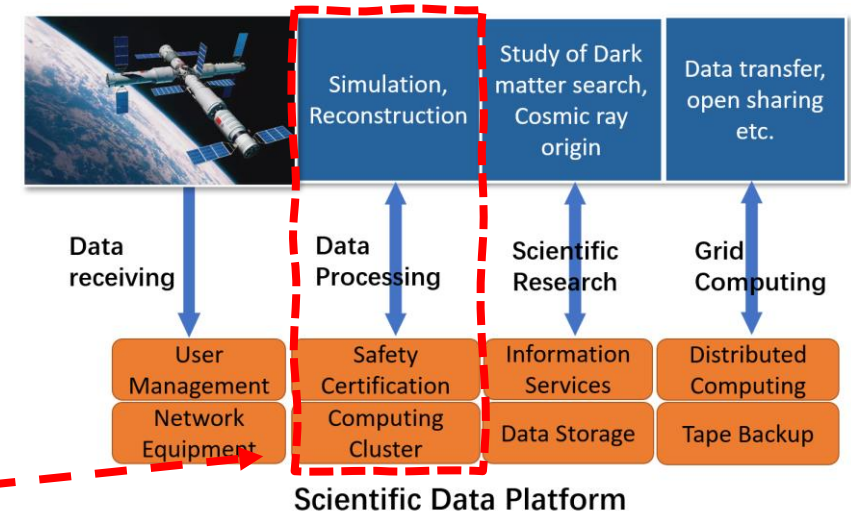 Simulation,
Reconstruction
Study of Dark
matter search,
Cosmic ray
origin
Data transfer,
open sharing
etc.
Data
receiving
Data
Processing
Scientific
Research
Grid
Computing
User
Management
Safety
Certification
Information
Services
Distributed
Computing
Network
Equipment
Computing
Cluster
Data Storage
Tape Backup
Scientific Data Platform